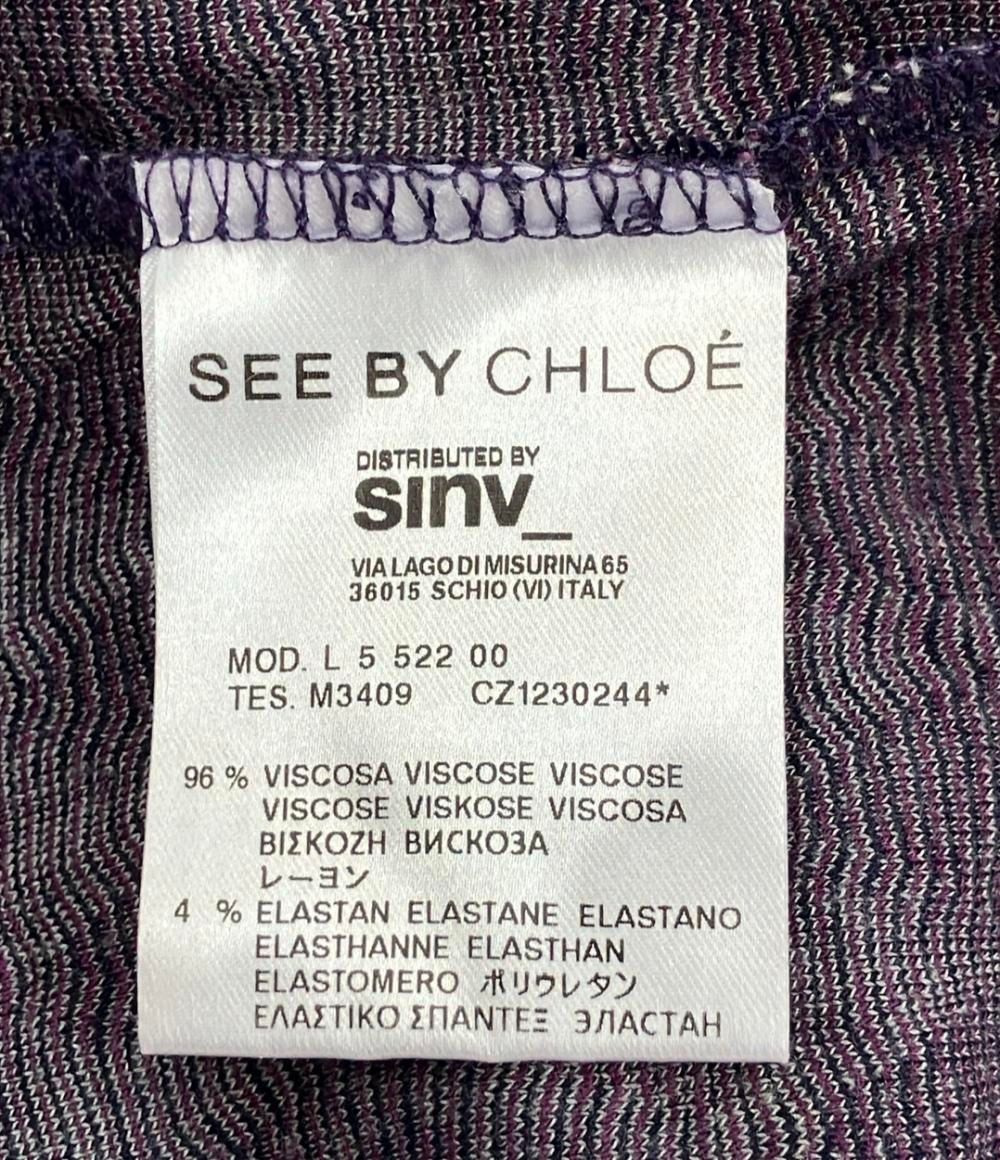 SEE BY CHLOÉ
DISTRIBUTED BY
sinv_
VIA LAGO DI MISURINA 65
36015 SCHIO (VI) ITALY
MOD. L 5 522 00
TES. M3409 CZ1230244*
96 % VISCOSA VISCOSE VISCOSE
VISCOSE VISKOSE VISCOSA
ΒΙΣΚΟΖΗ ВИСКОЗА
レーヨン
4 % ELASTAN ELASTANE ELASTANO
ELASTHANNE ELASTHAN
ELASTOMERO ポリウレタン
ΕΛΑΣΤΙΚΟ ΣΠΑΝΤΕΞ ЭЛАСТАН